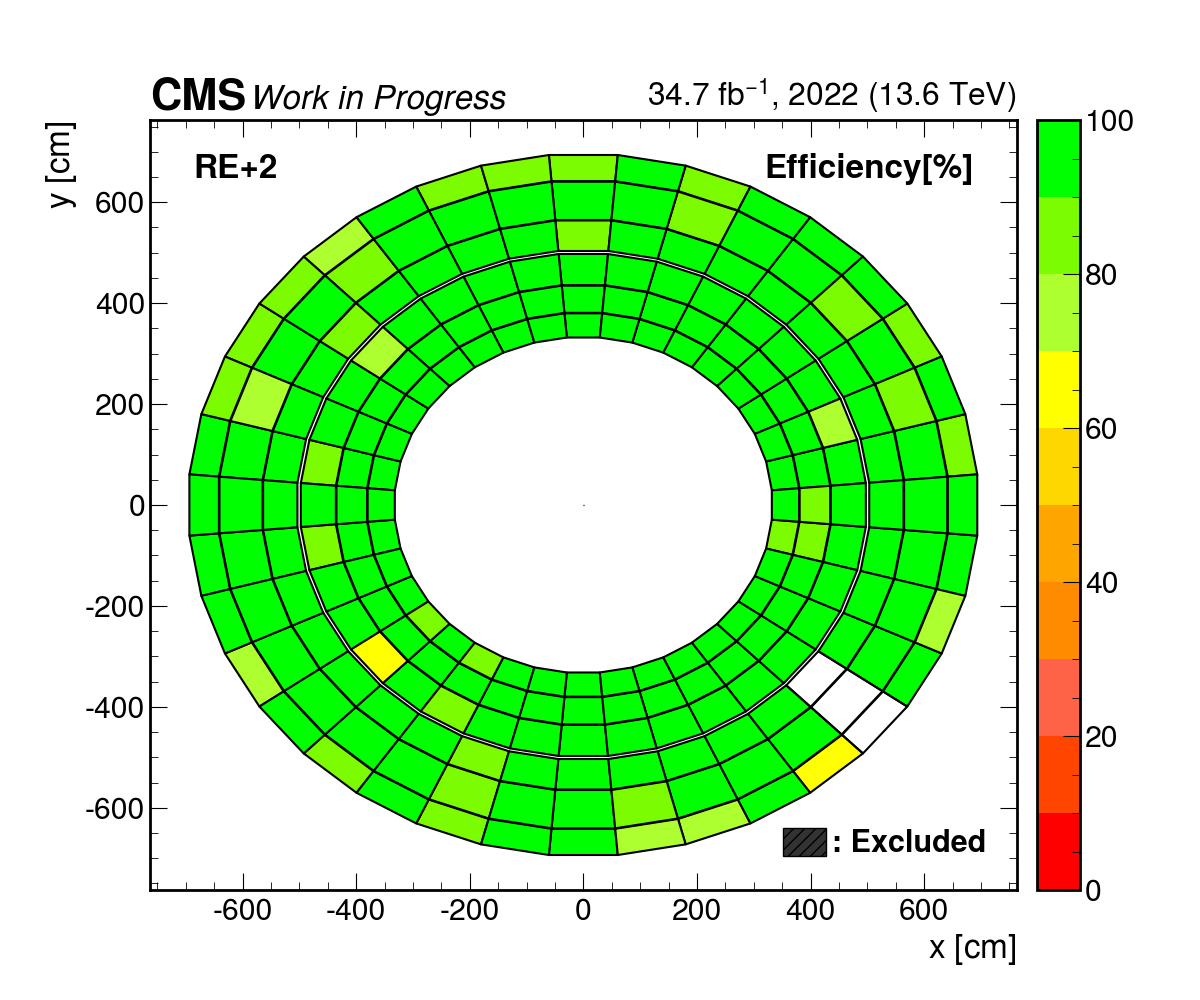 CMS Work in Progress 34.7 fb⁻¹, 2022 (13.6 TeV)
y [cm]
RE+2 Efficiency[%]
600
400
200
0
-200
-400
-600
: Excluded
-600 -400 -200 0 200 400 600
x [cm]
100
80
60
40
20
0